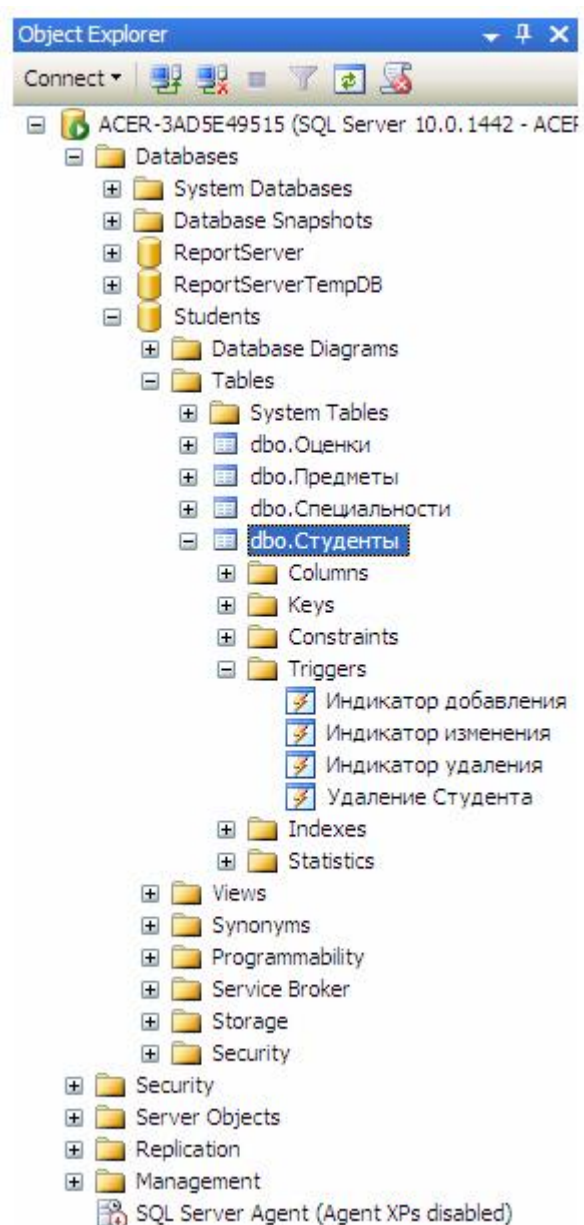 Object Explorer
Connect
ACER-3AD5E49515 (SQL Server 10.0.1442 - ACER
Databases
System Databases
Database Snapshots
ReportServer
ReportServerTempDB
Students
Database Diagrams
Tables
System Tables
dbo.Оценки
dbo.Предметы
dbo.Специальности
dbo.Студенты
Columns
Keys
Constraints
Triggers
Индикатор добавления
Индикатор изменения
Индикатор удаления
Удаление Студента
Indexes
Statistics
Views
Synonyms
Programmability
Service Broker
Storage
Security
Security
Server Objects
Replication
Management
SQL Server Agent (Agent XPs disabled)